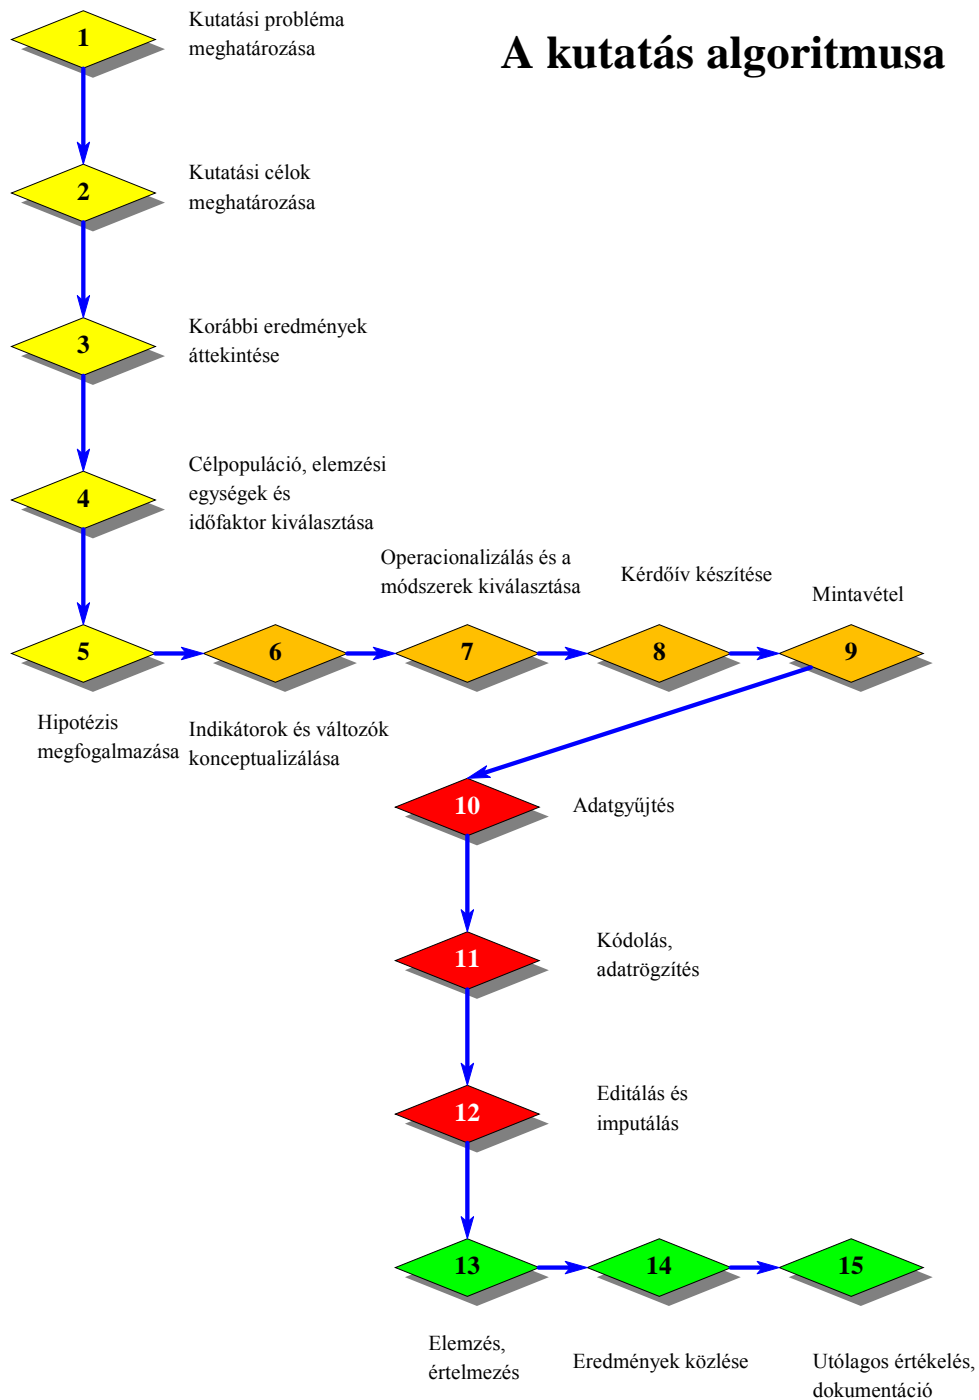 A kutatás algoritmusa
1
Kutatási probléma
meghatározása
2
Kutatási célok
meghatározása
3
Korábbi eredmények
áttekintése
4
Célpopuláció, elemzési
egységek és
időfaktor kiválasztása
5
Hipotézis
megfogalmazása
6
Indikátorok és változók
konceptualizálása
7
Operacionalizálás és a
módszerek kiválasztása
8
Kérdőív készítése
9
Mintavétel
10
Adatgyűjtés
11
Kódolás,
adatrögzítés
12
Editálás és
imputálás
13
Elemzés,
értelmezés
14
Eredmények közlése
15
Utólagos értékelés,
dokumentáció